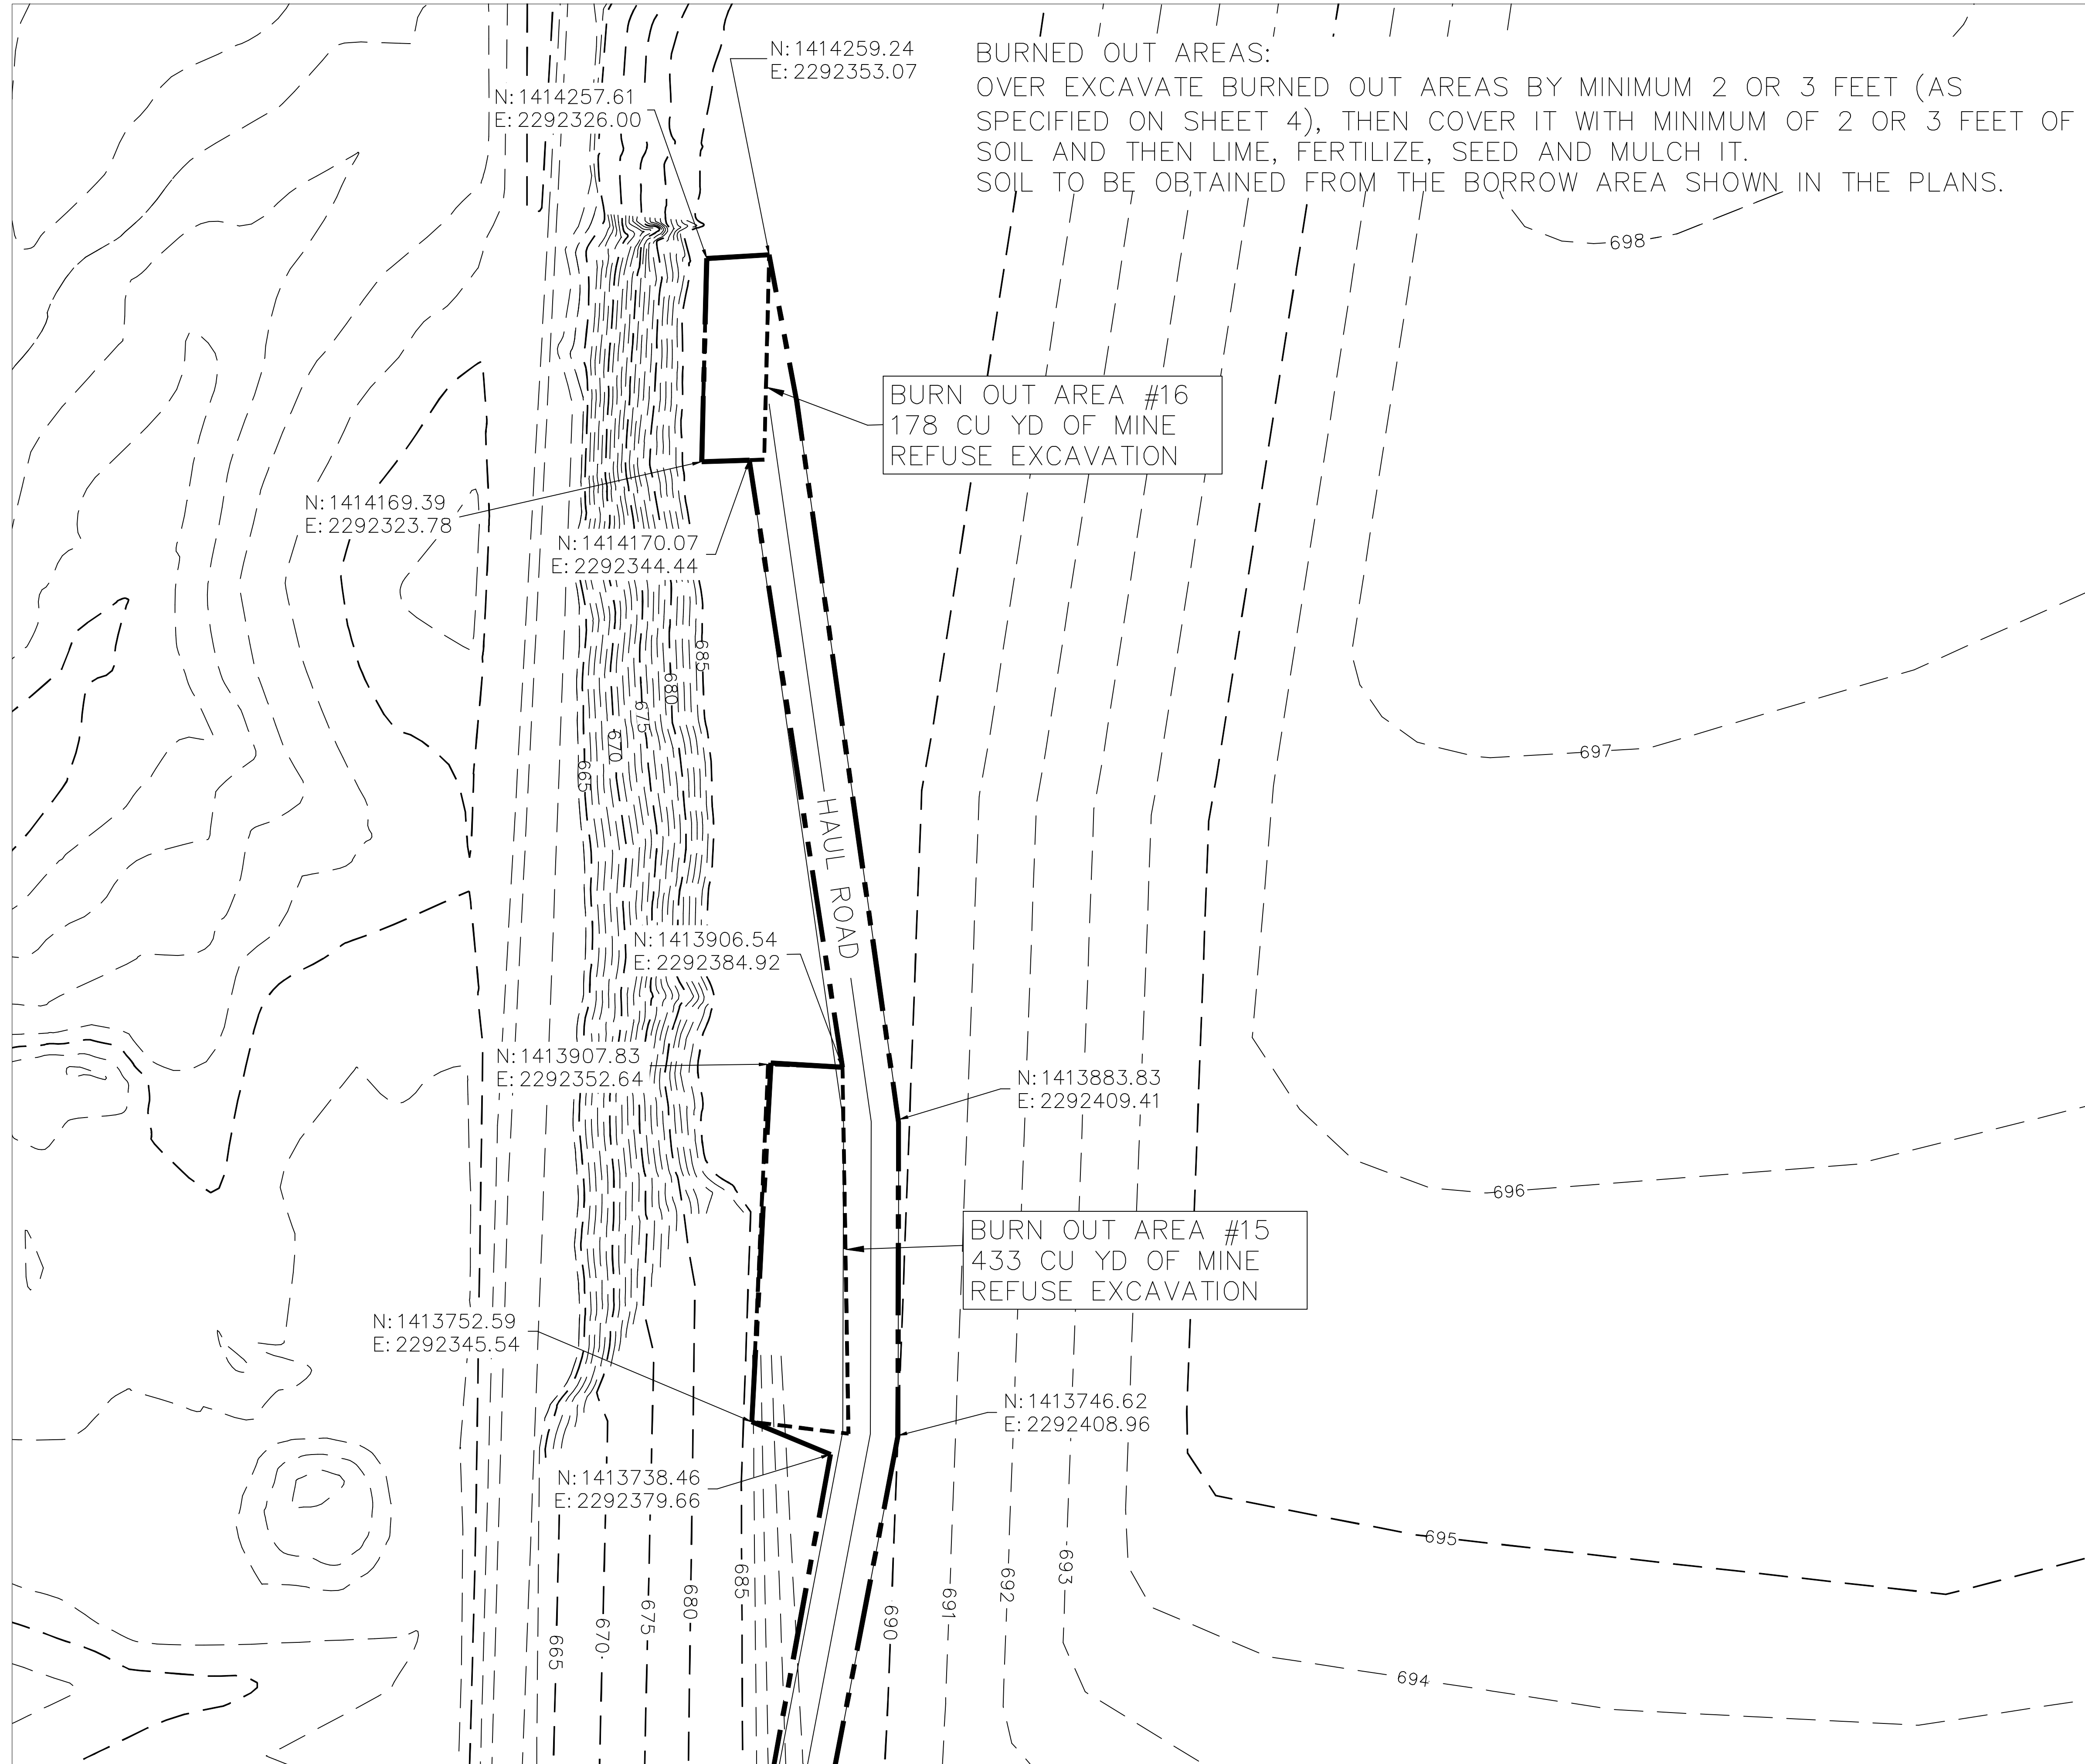 N: 1414259.24
E: 2292353.07
BURNED OUT AREAS:
OVER EXCAVATE BURNED OUT AREAS BY MINIMUM 2 OR 3 FEET (AS
SPECIFIED ON SHEET 4), THEN COVER IT WITH MINIMUM OF 2 OR 3 FEET OF
SOIL AND THEN LIME, FERTILIZE, SEED AND MULCH IT.
SOIL TO BE OBTAINED FROM THE BORROW AREA SHOWN IN THE PLANS.
N: 1414257.61
E: 2292326.00
698
BURN OUT AREA #16
178 CU YD OF MINE
REFUSE EXCAVATION
N: 1414169.39
E: 2292323.78
N: 1414170.07
E: 2292344.44
685
680
675
670
665
697
HAUL ROAD
N: 1413906.54
E: 2292384.92
N: 1413907.83
E: 2292352.64
N: 1413883.83
E: 2292409.41
696
BURN OUT AREA #15
433 CU YD OF MINE
REFUSE EXCAVATION
N: 1413752.59
E: 2292345.54
N: 1413746.62
E: 2292408.96
N: 1413738.46
E: 2292379.66
695
665
670
675
680
685
690
691
692
693
694